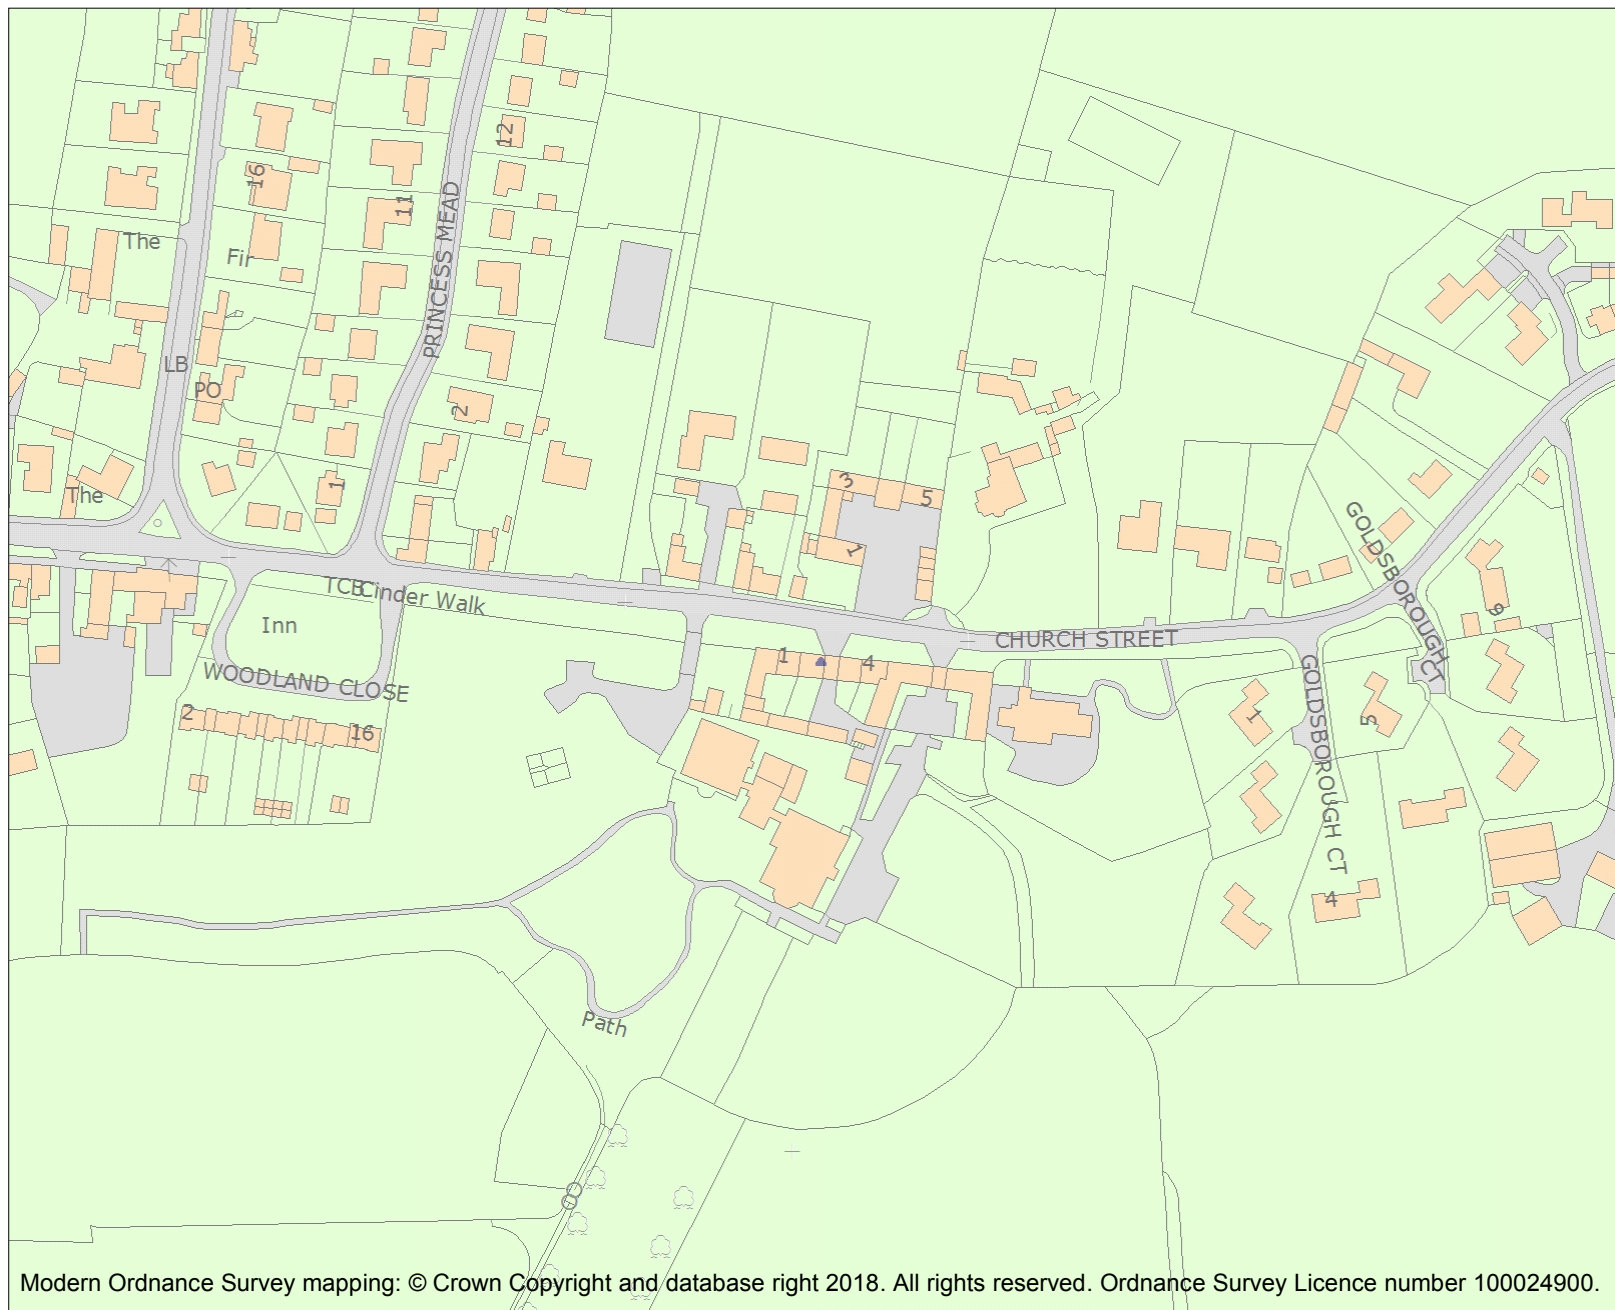 12
16
11
The
Fir
PRINCESS MEAD
LB
PO
2
The
1
3
5
1
TCB
Cinder Walk
Inn
CHURCH STREET
GOLDSBOROUGH CT
9
WOODLAND CLOSE
1
4
2
16
GOLDSBOROUGH CT
1
5
4
Path
Modern Ordnance Survey mapping: © Crown Copyright and database right 2018. All rights reserved. Ordnance Survey Licence number 100024900.